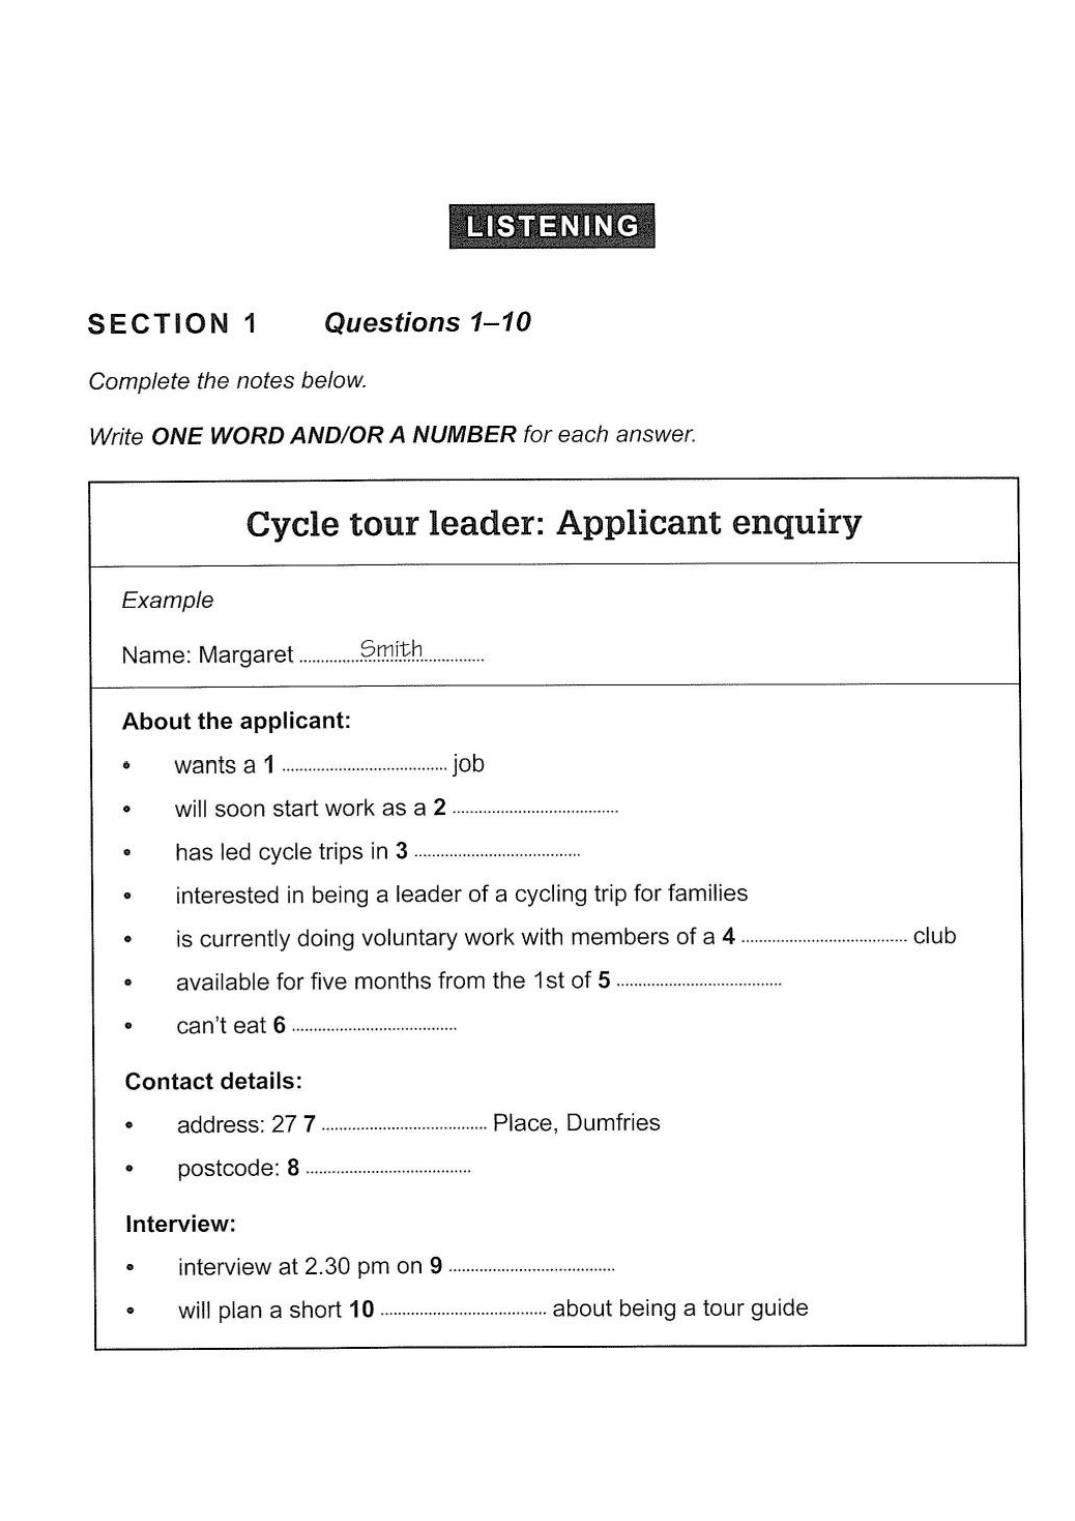 LISTENING
SECTION 1 Questions 1–10
Complete the notes below.
Write ONE WORD AND/OR A NUMBER for each answer.
Cycle tour leader: Applicant enquiry
Example
Name: Margaret ............ Smith ............
About the applicant:
• wants a 1 ............ job
• will soon start work as a 2 ............
• has led cycle trips in 3 ............
• interested in being a leader of a cycling trip for families
• is currently doing voluntary work with members of a 4 ............ club
• available for five months from the 1st of 5 ............
• can't eat 6 ............
Contact details:
• address: 27 7 ............ Place, Dumfries
• postcode: 8 ............
Interview:
• interview at 2.30 pm on 9 ............
• will plan a short 10 ............ about being a tour guide